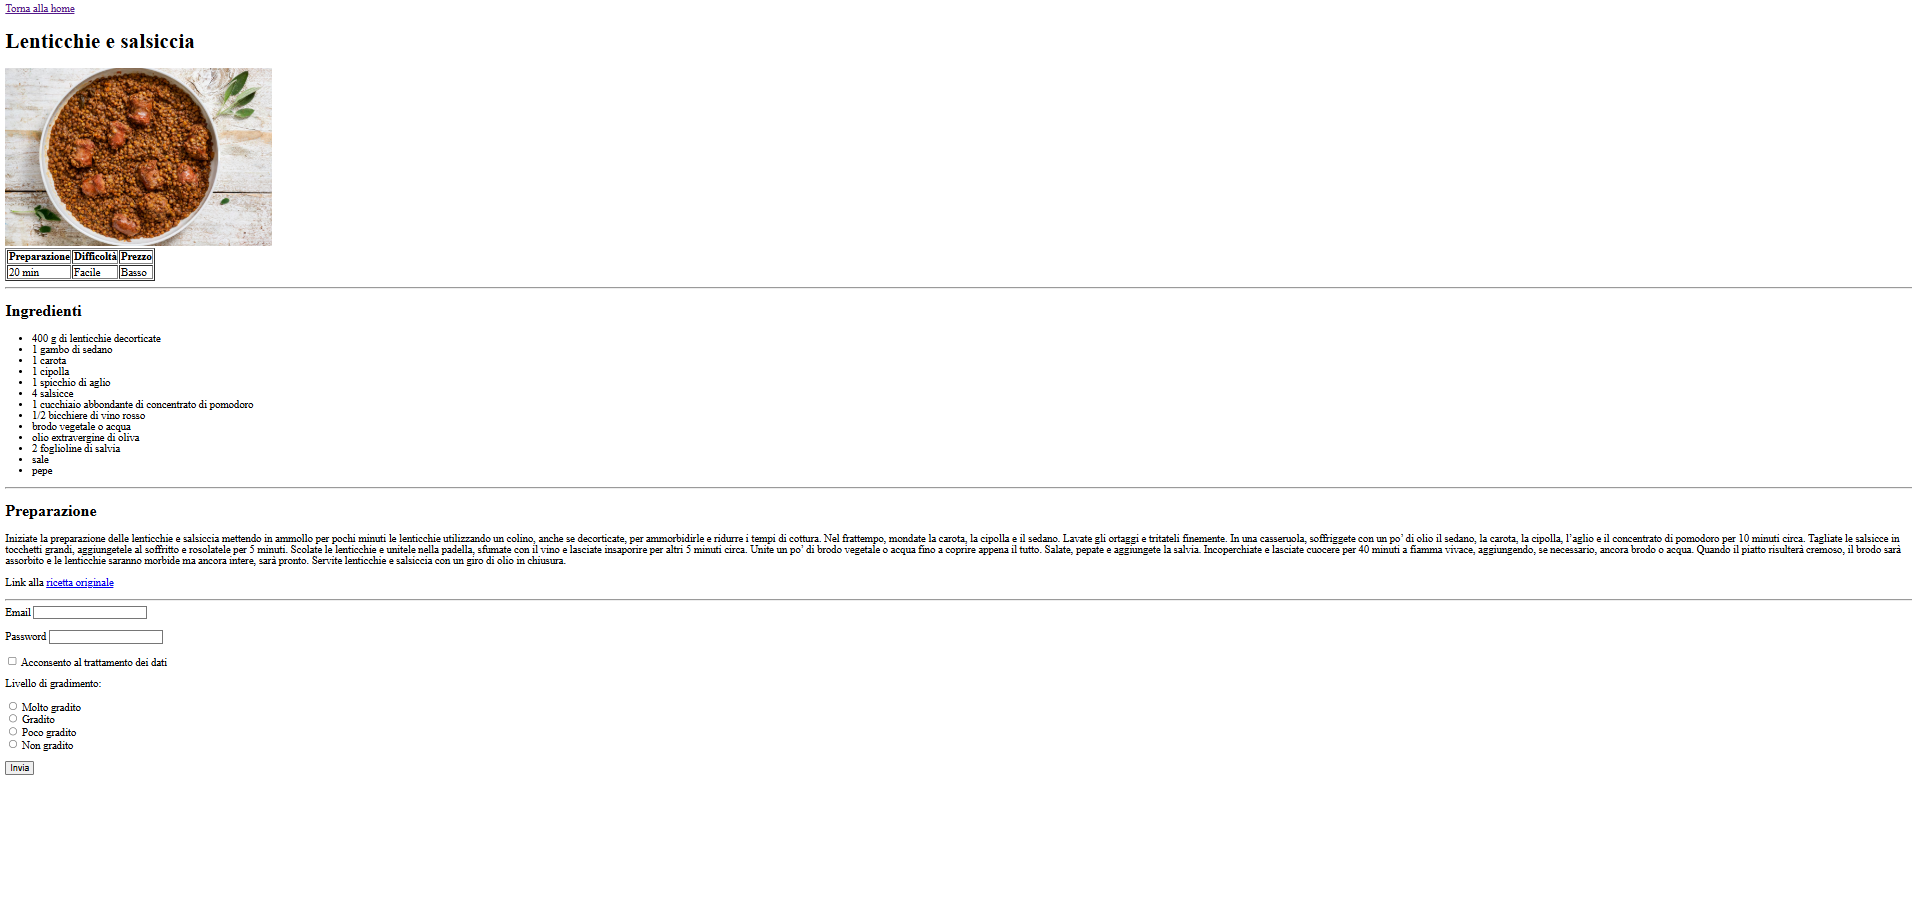 Torna alla home
Lenticchie e salsiccia
Preparazione Difficoltà Prezzo
20 min Facile Basso
Ingredienti
400 g di lenticchie decorticate
1 gambo di sedano
1 carota
1 cipolla
1 spicchio di aglio
4 salsicce
1 cucchiaio abbondante di concentrato di pomodoro
1/2 bicchiere di vino rosso
brodo vegetale o acqua
olio extravergine di oliva
2 foglioline di salvia
sale
pepe
Preparazione
Iniziate la preparazione delle lenticchie e salsiccia mettendo in ammollo per pochi minuti le lenticchie utilizzando un colino, anche se decorticate, per ammorbidirle e ridurre i tempi di cottura. Nel frattempo, mondate la carota, la cipolla e il sedano. Lavate gli ortaggi e tritateli finemente. In una casseruola, soffriggete con un po’ di olio il sedano, la carota, la cipolla, l’aglio e il concentrato di pomodoro per 10 minuti circa. Tagliate le salsicce in
tocchetti grandi, aggiungetele al soffritto e rosolatele per 5 minuti. Scolate le lenticchie e unitele nella padella, sfumate con il vino e lasciate insaporire per altri 5 minuti circa. Unite un po’ di brodo vegetale o acqua fino a coprire appena il tutto. Salate, pepate e aggiungete la salvia. Incoperchiate e lasciate cuocere per 40 minuti a fiamma vivace, aggiungendo, se necessario, ancora brodo o acqua. Quando il piatto risulterà cremoso, il brodo sarà
assorbito e le lenticchie saranno morbide ma ancora intere, sarà pronto. Servite lenticchie e salsiccia con un giro di olio in chiusura.
Link alla ricetta originale
Email
Password
Acconsento al trattamento dei dati
Livello di gradimento:
Molto gradito
Gradito
Poco gradito
Non gradito
Invia